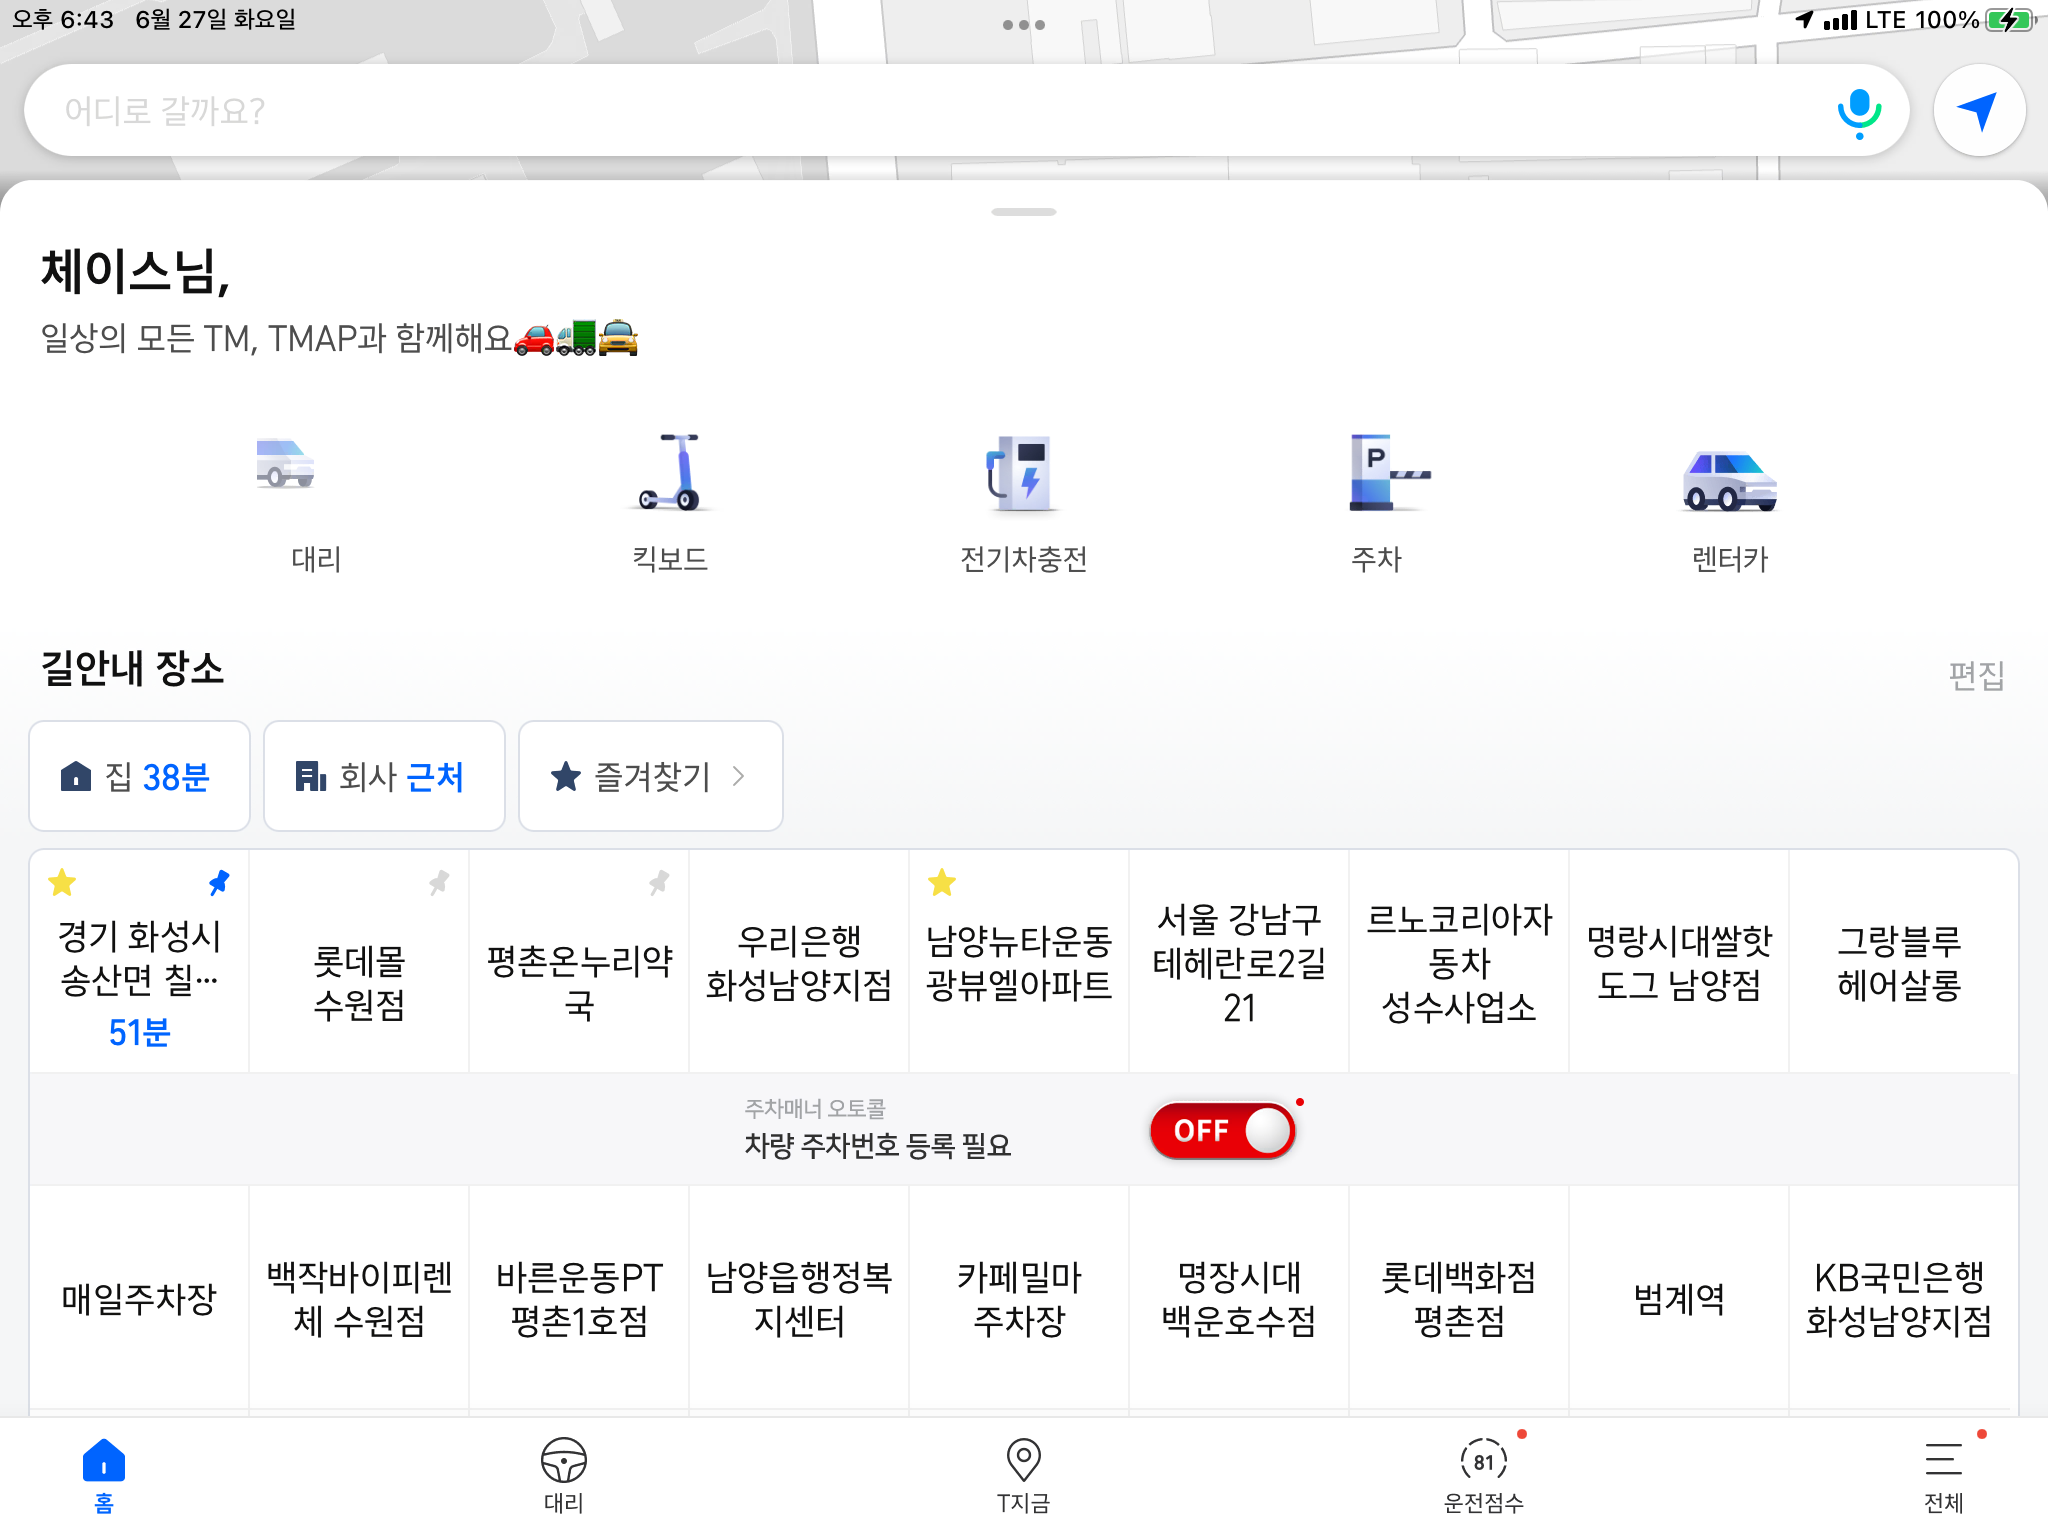 오후 6:43 6월 27일 화요일
LTE 100%
어디로 갈까요?
체이스님,
일상의 모든 TM, TMAP과 함께해요🚗🚛🚖
P
대리 킥보드 전기차충전 주차 렌터카
길안내 장소
편집
집 38분
회사 근처
즐겨찾기
경기 화성시
송산면 칠…
51분
롯데몰
수원점
평촌온누리약
국
우리은행
화성남양지점
남양뉴타운동
광뷰엘아파트
서울 강남구
테헤란로2길
21
르노코리아자
동차
성수사업소
명랑시대쌀핫
도그 남양점
그랑블루
헤어살롱
주차매너 오토콜
차량 주차번호 등록 필요
OFF
매일주차장
백작바이피렌
체 수원점
바른운동PT
평촌1호점
남양읍행정복
지센터
카페밀마
주차장
명장시대
백운호수점
롯데백화점
평촌점
범계역
KB국민은행
화성남양지점
홈
대리
T지금
81
운전점수
전체